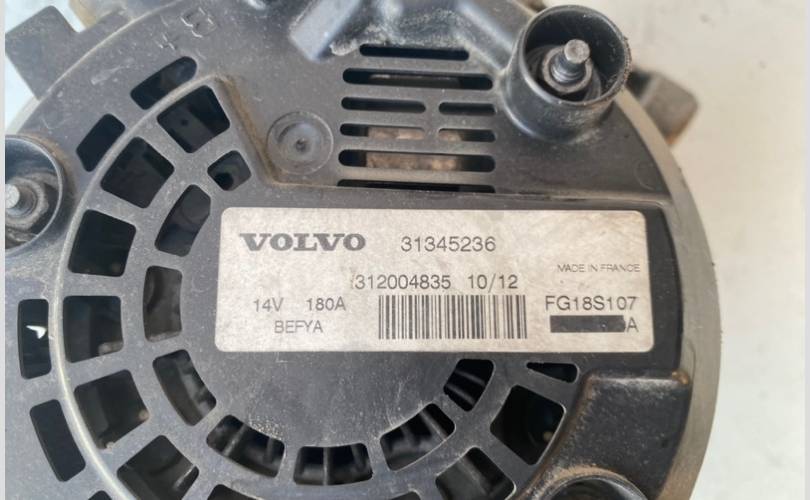 VOLVO 31345236
MADE IN FRANCE
312004835 10/12
14V 180A FG18S107
BEFYA A